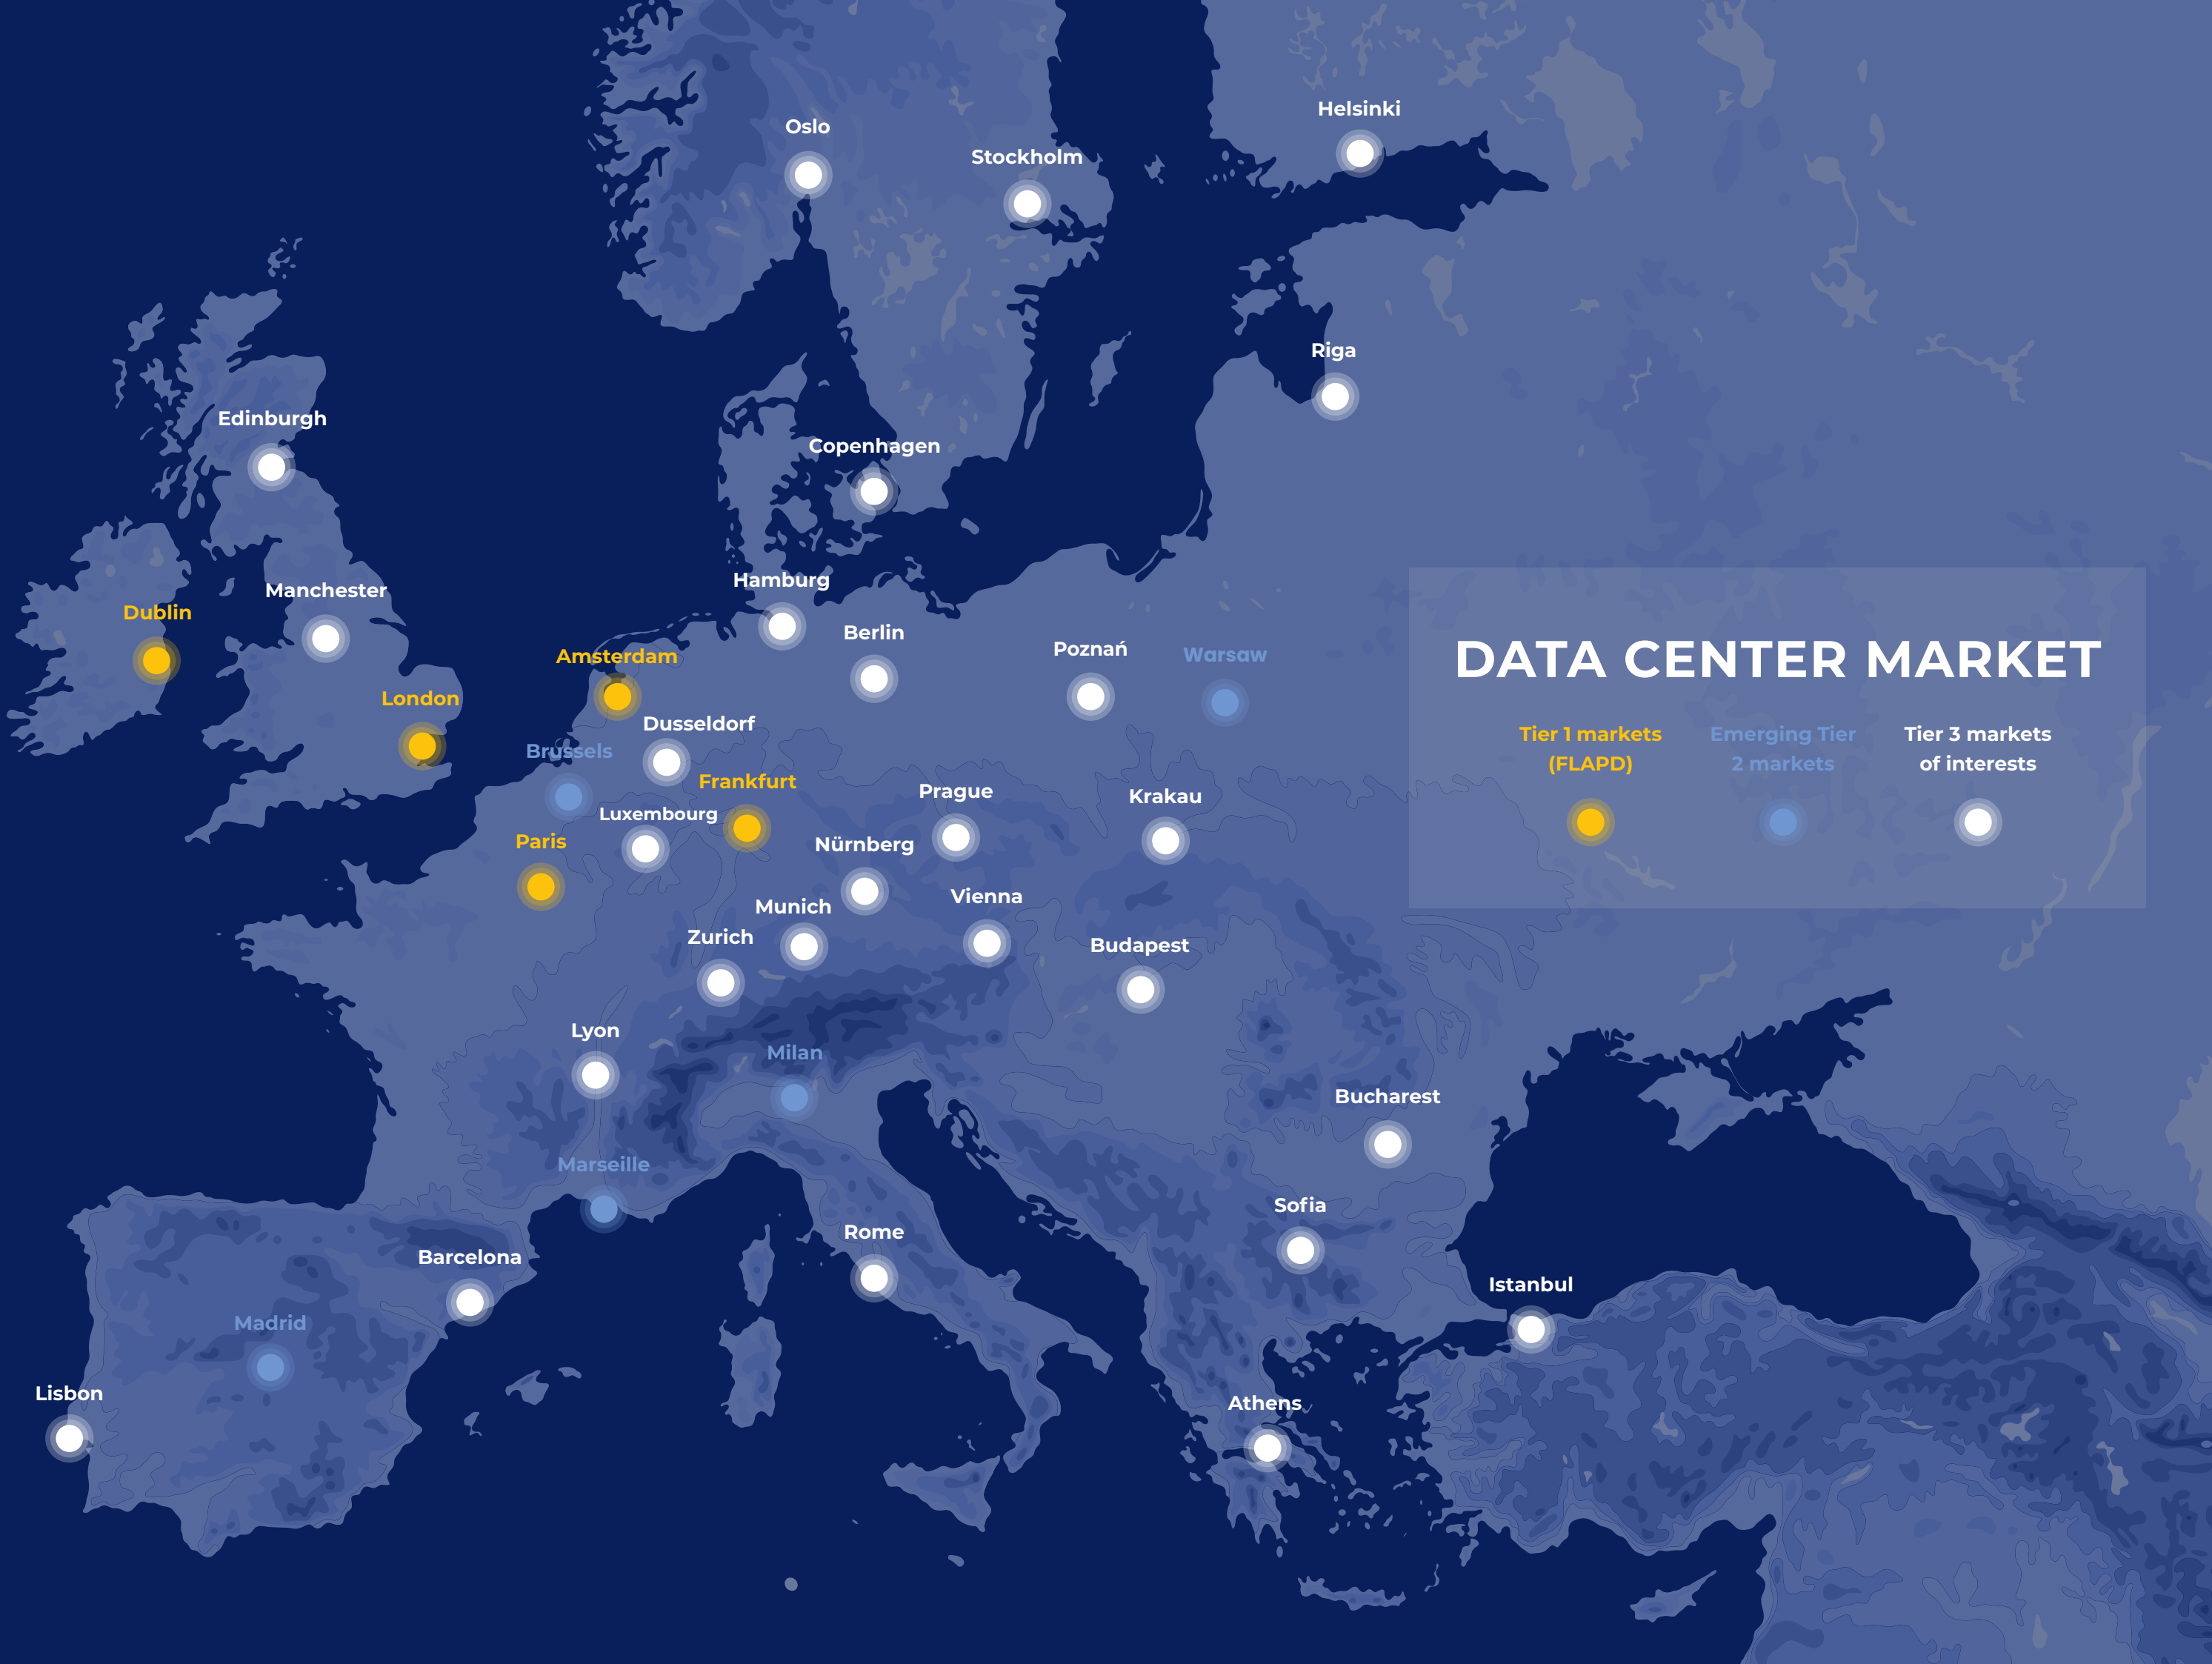 Helsinki
Oslo
Stockholm
Riga
Edinburgh
Copenhagen
Hamburg
Manchester
Dublin
Berlin
Poznań
Warsaw
Amsterdam
London
Dusseldorf
Brussels
Frankfurt
Prague
Krakau
Luxembourg
Paris
Nürnberg
Vienna
Munich
Zurich
Budapest
Lyon
Milan
Bucharest
Marseille
Sofia
Rome
Barcelona
Istanbul
Madrid
Lisbon
Athens
DATA CENTER MARKET
Tier 1 markets
(FLAPD)
Emerging Tier
2 markets
Tier 3 markets
of interests